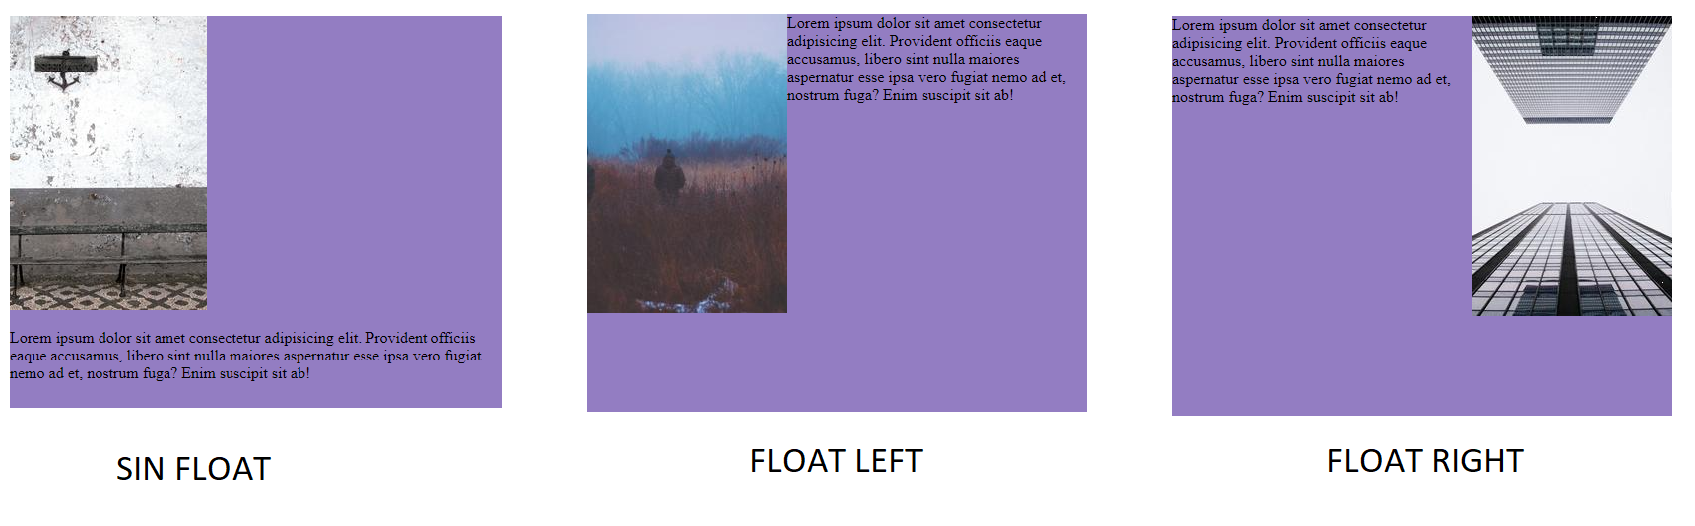 Lorem ipsum dolor sit amet consectetur adipisicing elit. Provident officiis
eaque accusamus, libero sint nulla maiores aspernatur esse ipsa vero fugiat
nemo ad et, nostrum fuga? Enim suscipit sit ab!
SIN FLOAT
Lorem ipsum dolor sit amet consectetur
adipisicing elit. Provident officiis eaque
accusamus, libero sint nulla maiores
aspernatur esse ipsa vero fugiat nemo ad et,
nostrum fuga? Enim suscipit sit ab!
FLOAT LEFT
Lorem ipsum dolor sit amet consectetur
adipisicing elit. Provident officiis eaque
accusamus, libero sint nulla maiores
aspernatur esse ipsa vero fugiat nemo ad et,
nostrum fuga? Enim suscipit sit ab!
FLOAT RIGHT